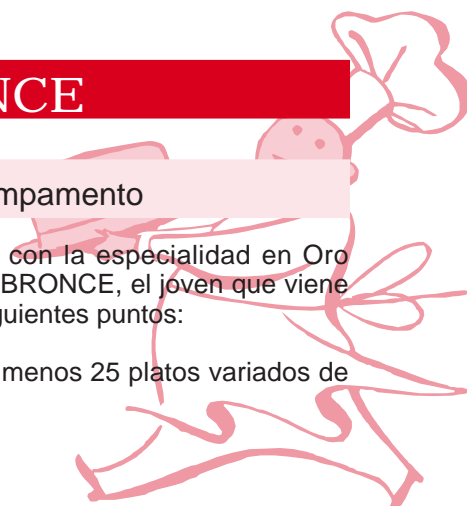 NCE
mpamento
con la especialidad en Oro
BRONCE, el joven que viene
guientes puntos:
menos 25 platos variados de